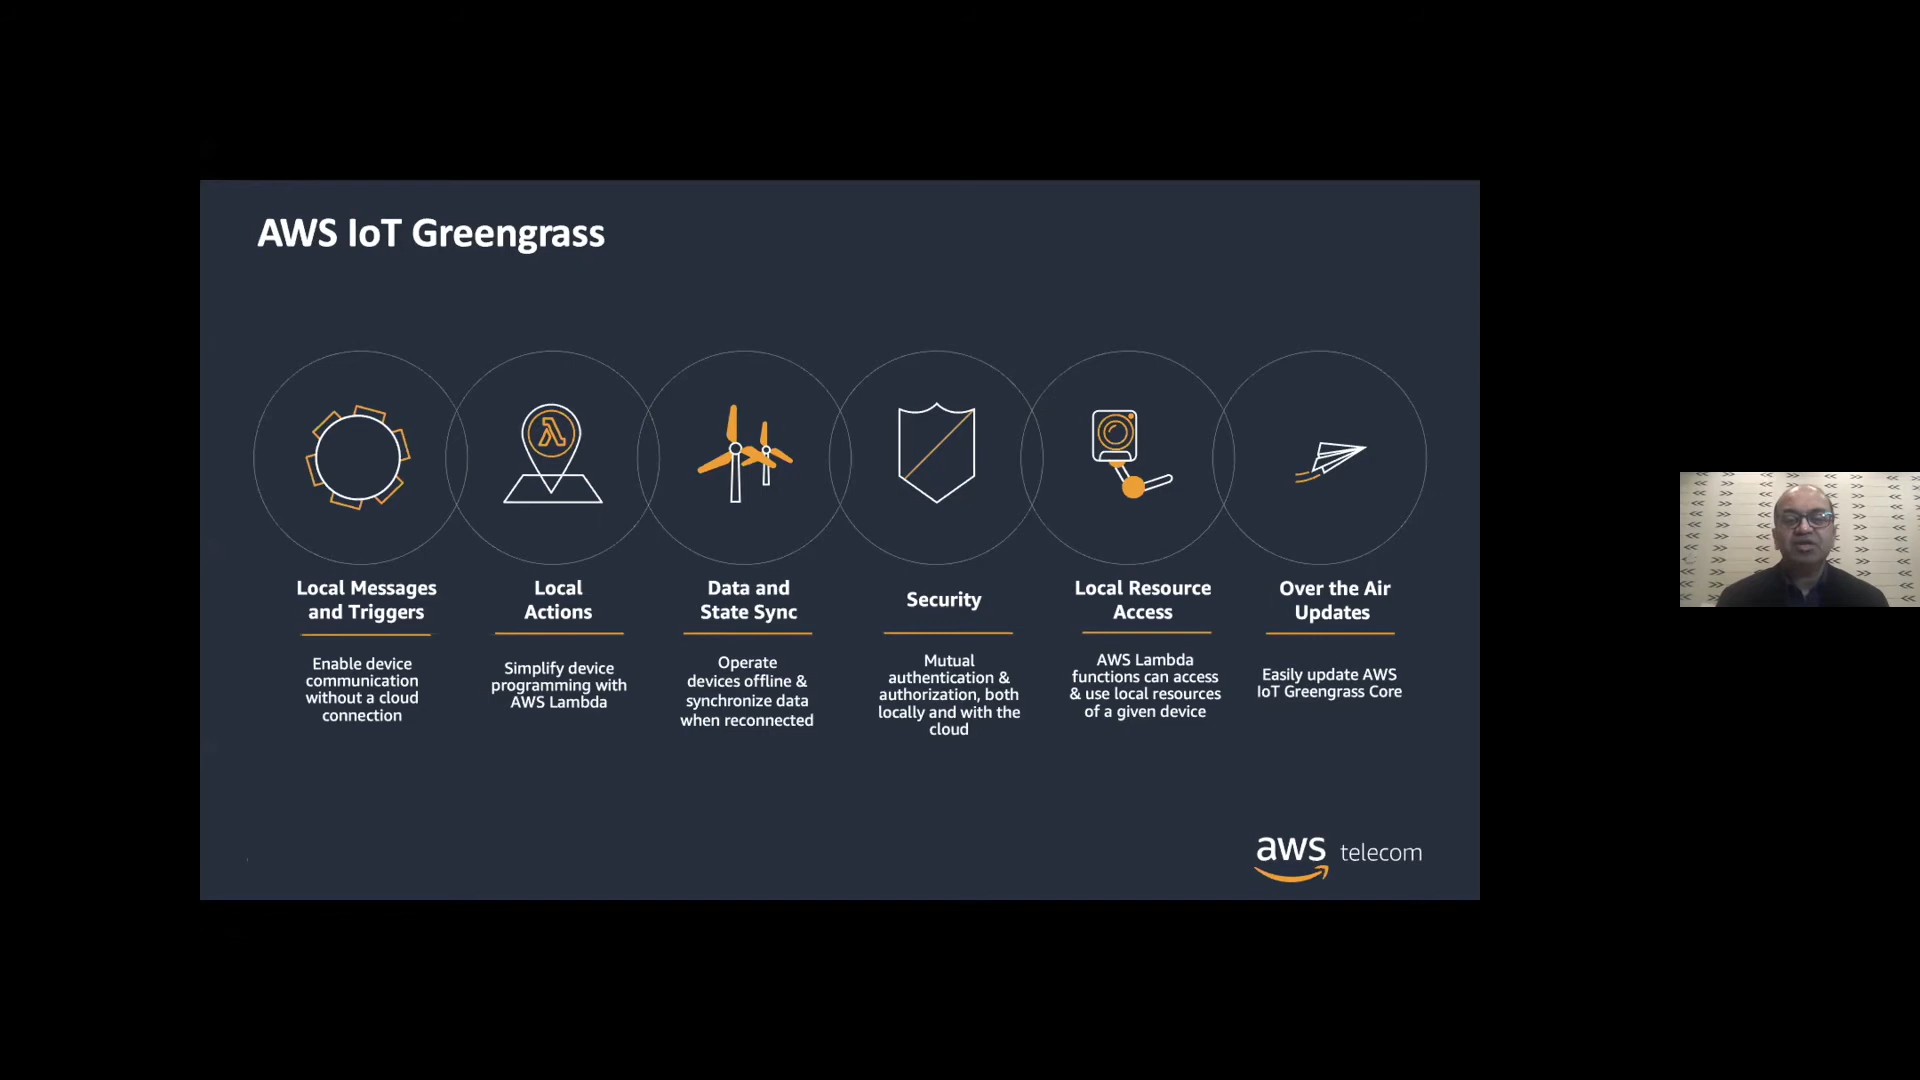 AWS IoT Greengrass
Local Messages
and Triggers
Enable device
communication
without a cloud
connection
Local
Actions
Simplify device
programming with
AWS Lambda
Data and
State Sync
Operate
devices offline &
synchronize data
when reconnected
Security
Mutual
authentication &
authorization, both
locally and with the
cloud
Local Resource
Access
AWS Lambda
functions can access
& use local resources
of a given device
Over the Air
Updates
Easily update AWS
IoT Greengrass Core
aws telecom